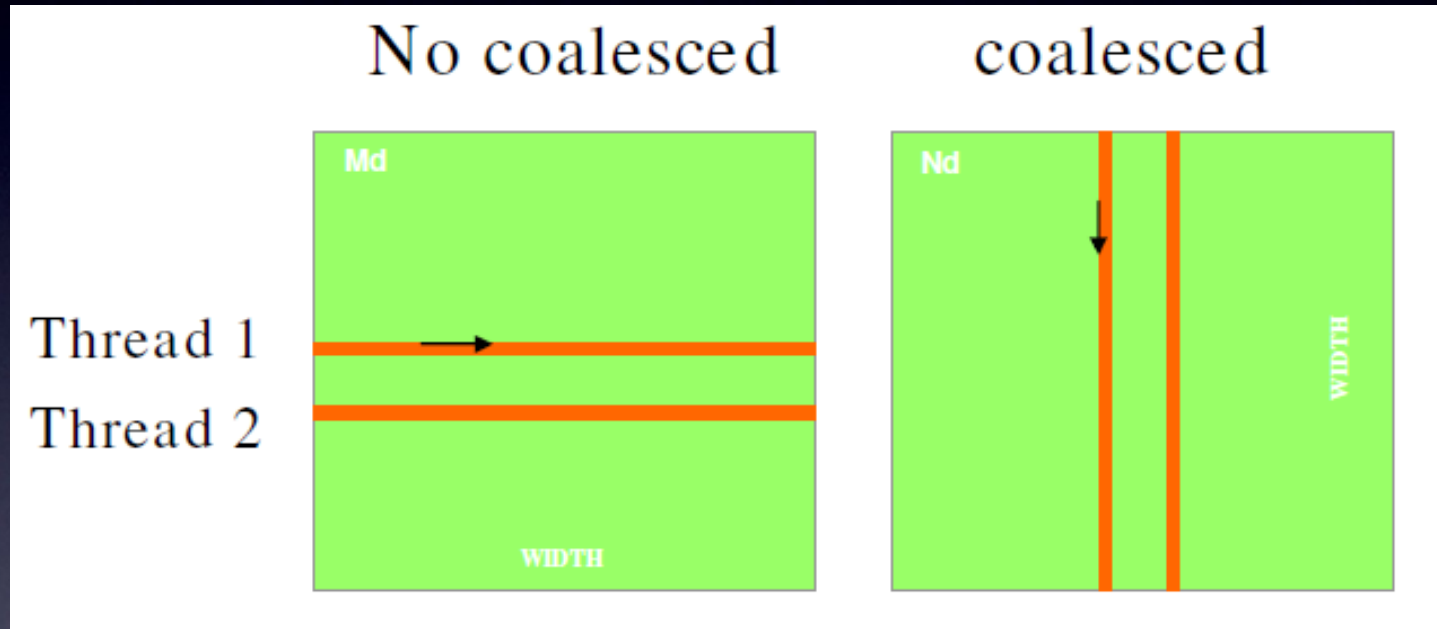 No coalesced
coalesced
Md
Nd
Thread 1
Thread 2
WIDTH
WIDTH